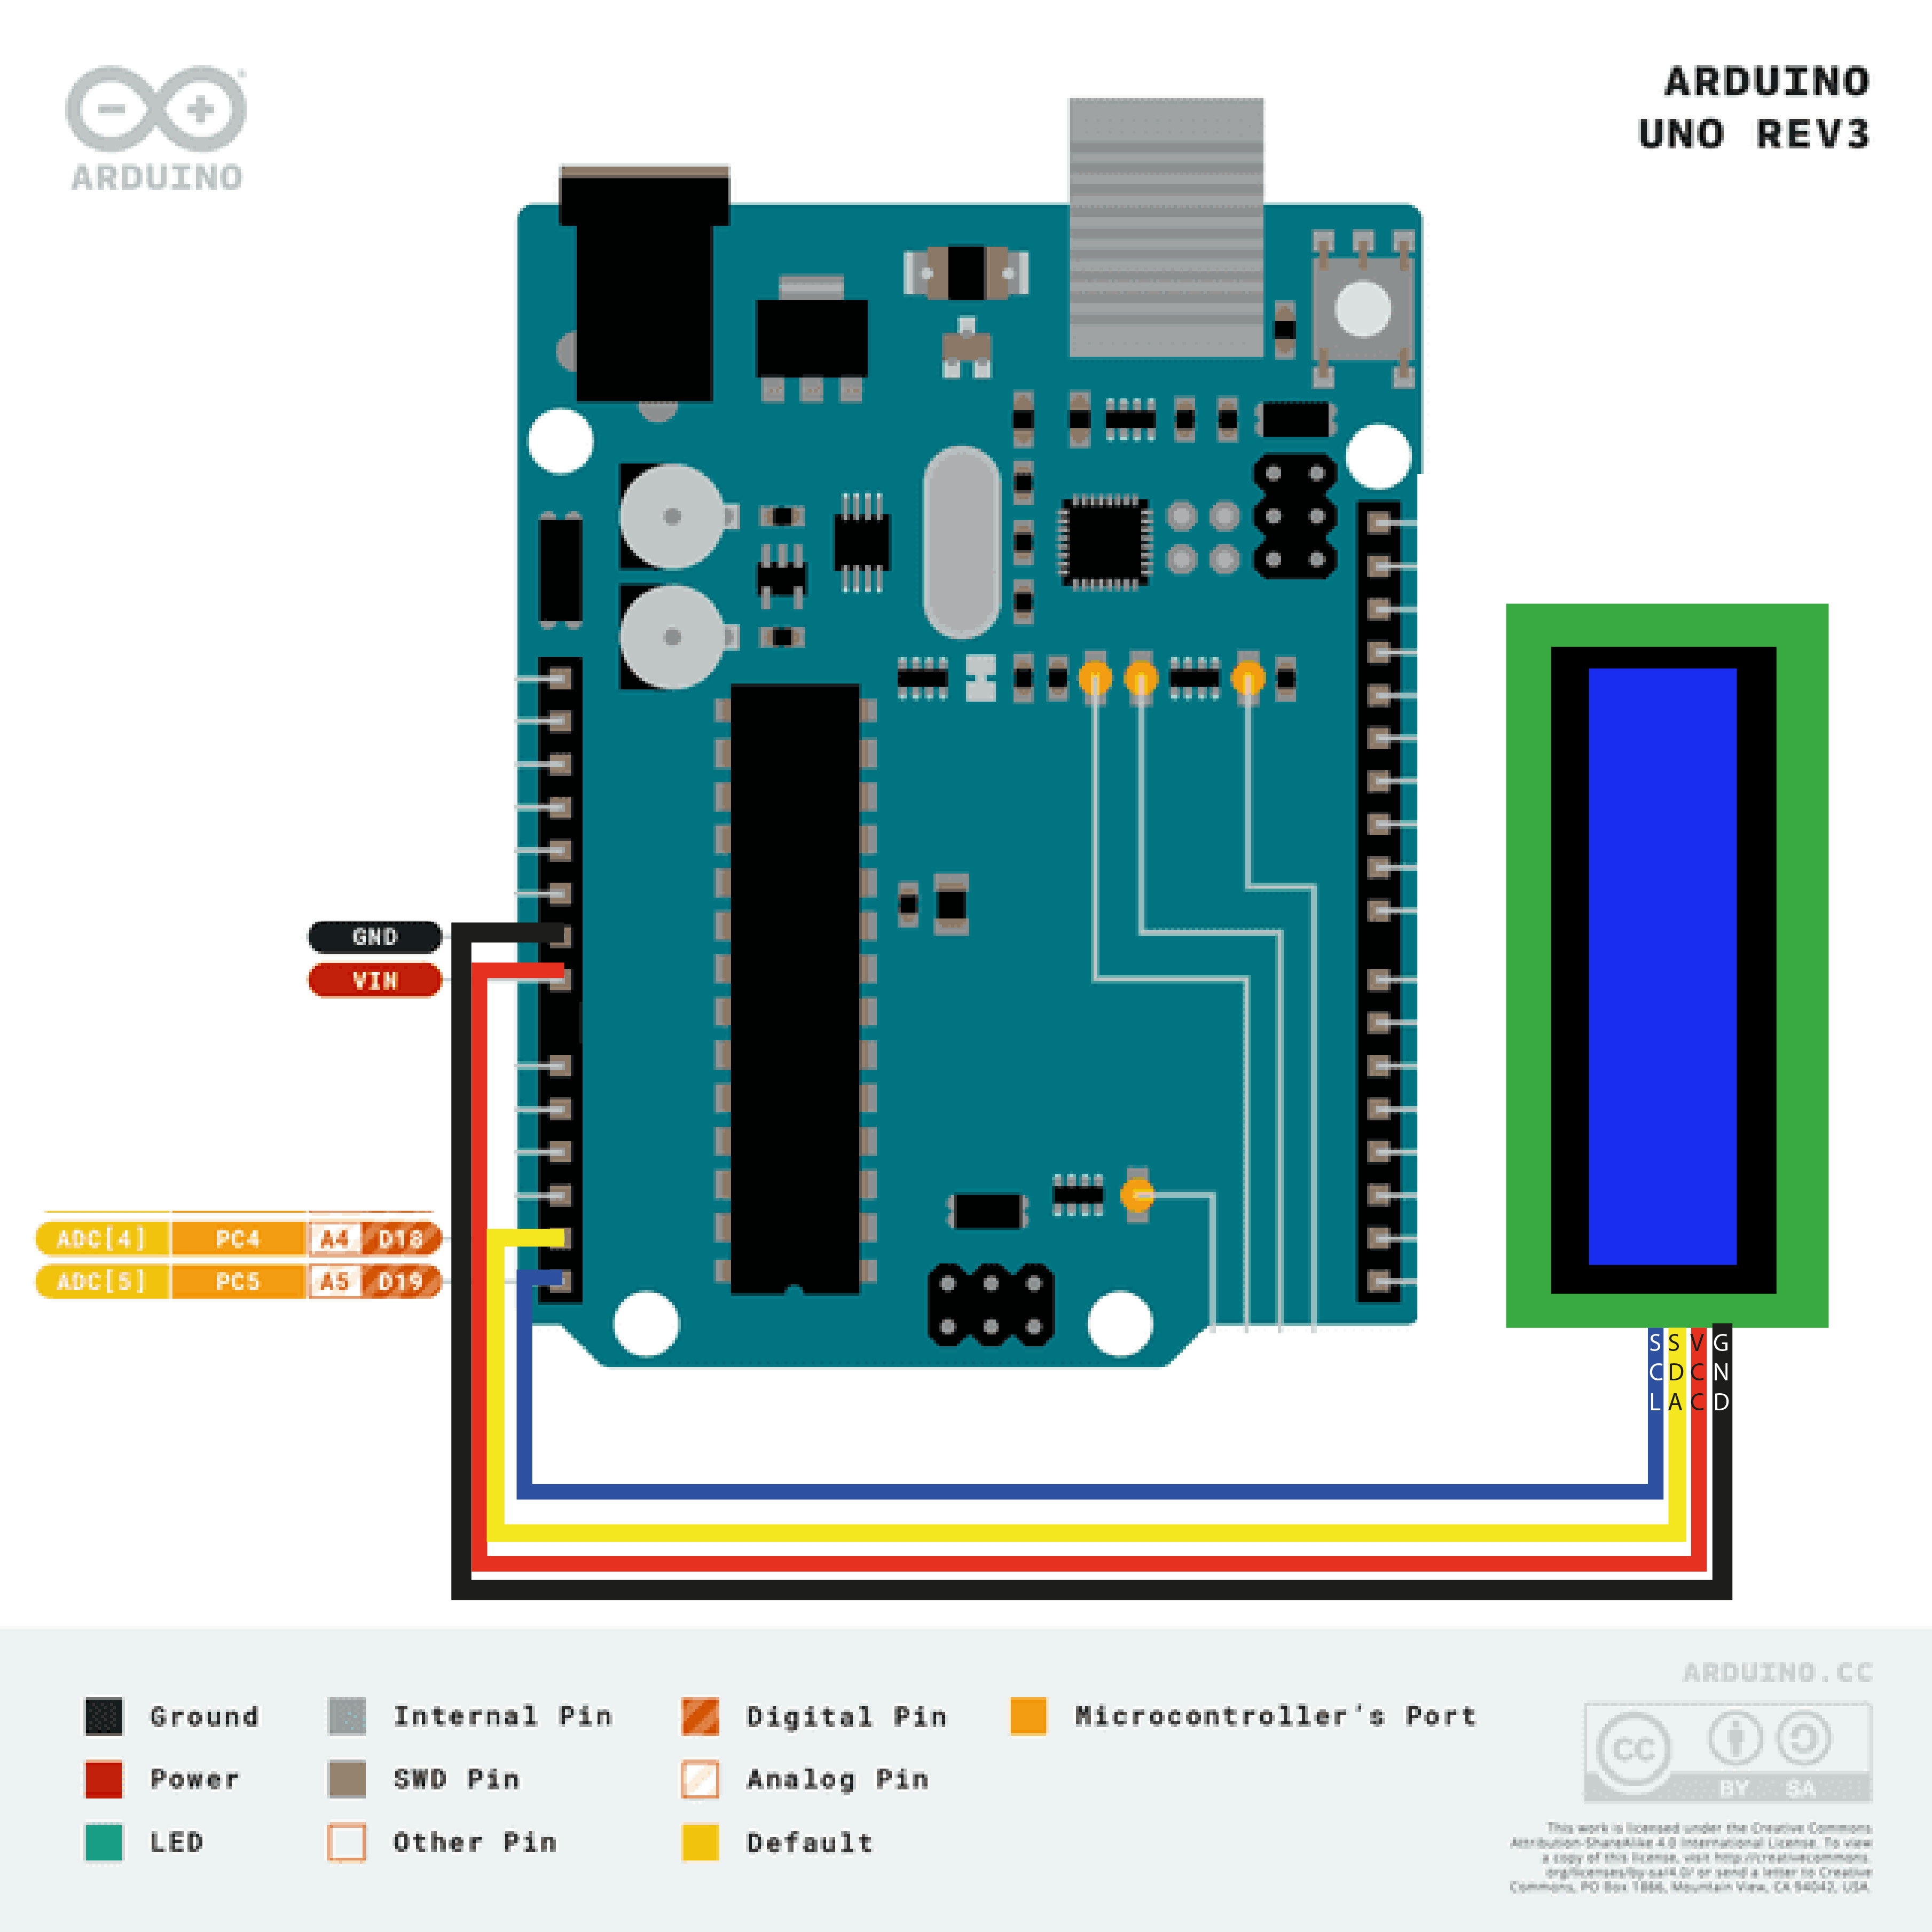 ARDUINO
ARDUINO
UNO REV3
GND
VIN
ADC[4] PC4 A4 D18
ADC[5] PC5 A5 D19
SCL SDA VCC GND
Ground
Power
LED
Internal Pin
SWD Pin
Other Pin
Digital Pin
Analog Pin
Default
Microcontroller's Port
ARDUINO.CC
CC
BY SA
This work is licensed under the Creative Commons
Attribution-ShareAlike 4.0 International License. To view
a copy of this license, visit http://creativecommons.
org/licenses/by-sa/4.0/ or send a letter to Creative
Commons, PO Box 1866, Mountain View, CA 94042, USA.